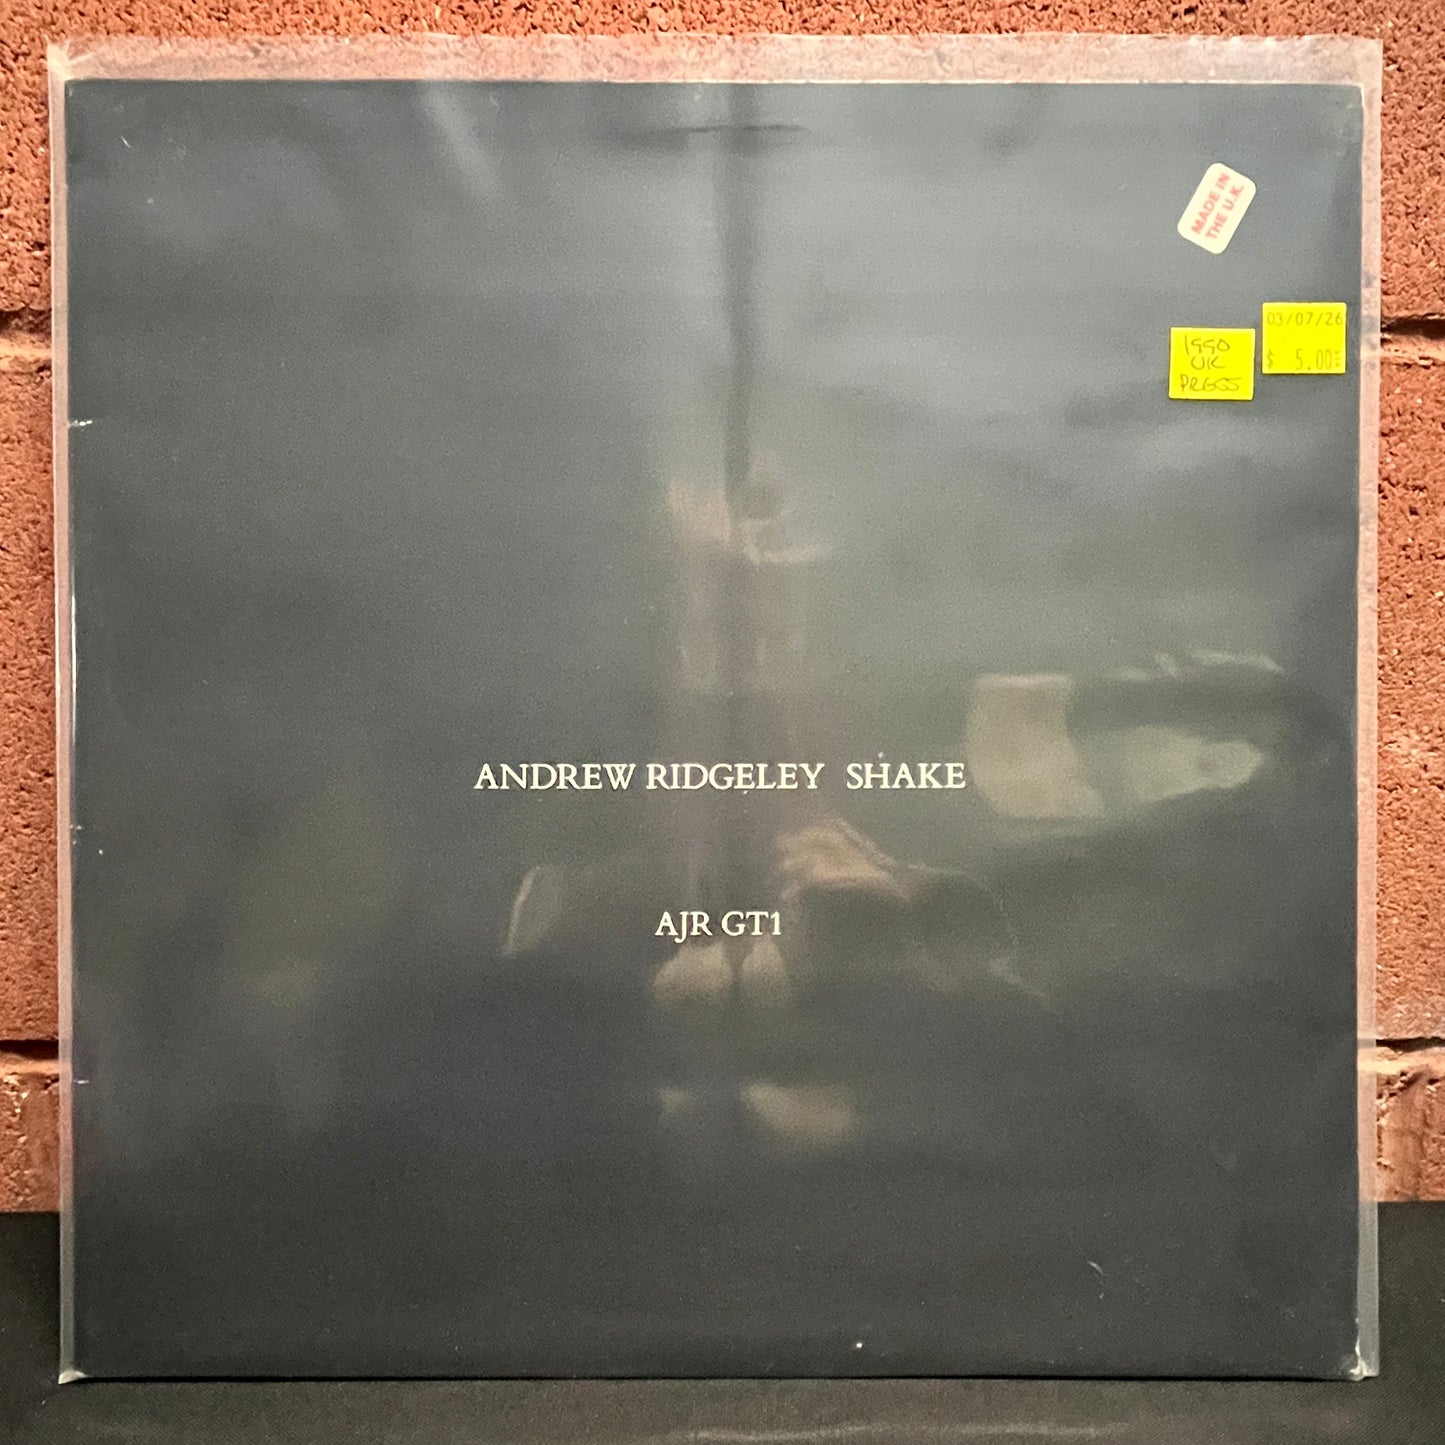 MADE IN
THE U.K.
03/07/26
$ 5.00
1990
UK
PRESS
ANDREW RIDGELEY SHAKE
AJR GT1